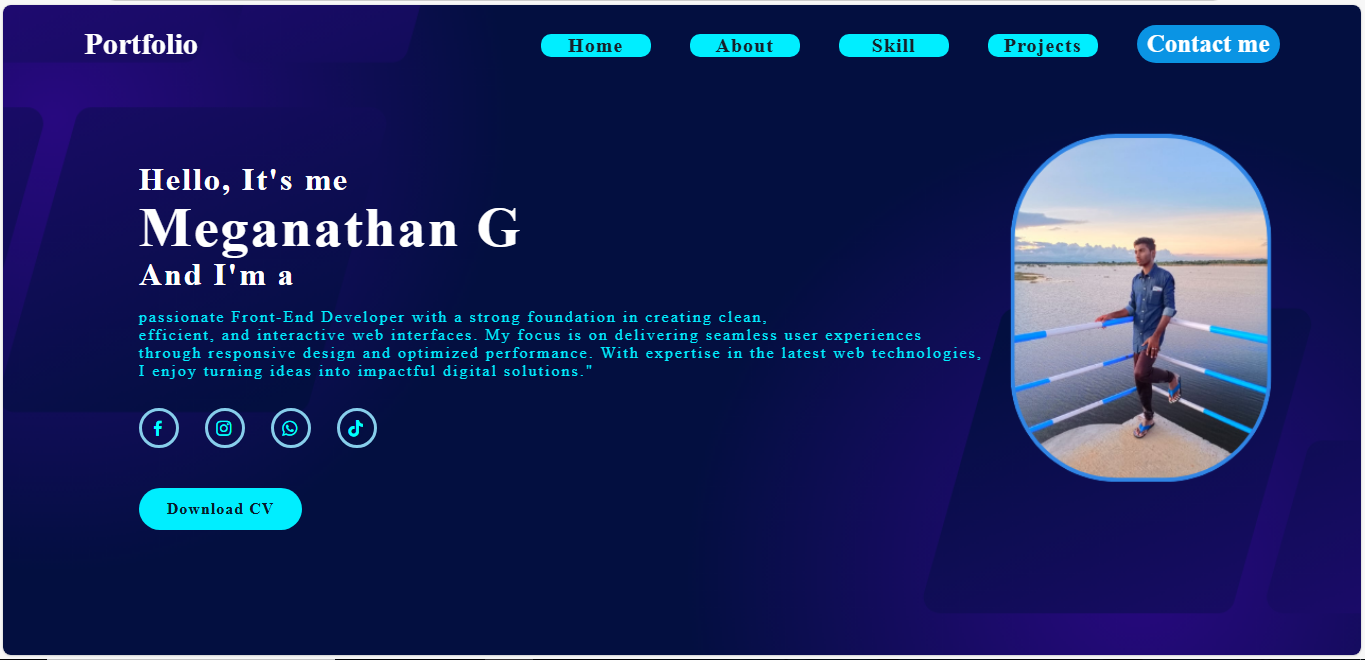 Portfolio
Home
About
Skill
Projects
Contact me
Hello, It's me
Meganathan G
And I'm a
passionate Front-End Developer with a strong foundation in creating clean,
efficient, and interactive web interfaces. My focus is on delivering seamless user experiences
through responsive design and optimized performance. With expertise in the latest web technologies,
I enjoy turning ideas into impactful digital solutions."
Download CV